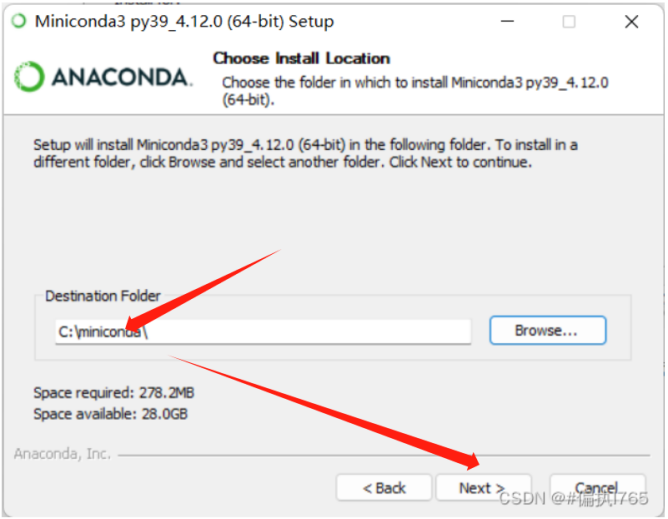 Miniconda3 py39_4.12.0 (64-bit) Setup
ANACONDA.
Choose Install Location
Choose the folder in which to install Miniconda3 py39_4.12.0
(64-bit).
Setup will install Miniconda3 py39_4.12.0 (64-bit) in the following folder. To install in a
different folder, click Browse and select another folder. Click Next to continue.
Destination Folder
C:\miniconda\
Browse...
Space required: 278.2MB
Space available: 28.0GB
Anaconda, Inc.
< Back
Next >
Cancel
CSDN @#偏执l765